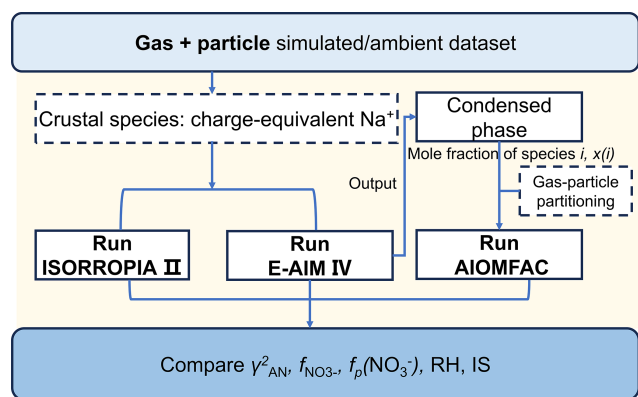 Gas + particle simulated/ambient dataset
Crustal species: charge-equivalent Na⁺
Condensed
phase
Mole fraction of species i, x(i)
Output
Gas-particle
partitioning
Run
ISORROPIA II
Run
E-AIM IV
Run
AIOMFAC
Compare γ²AN, fNO3-, fp(NO₃⁻), RH, IS